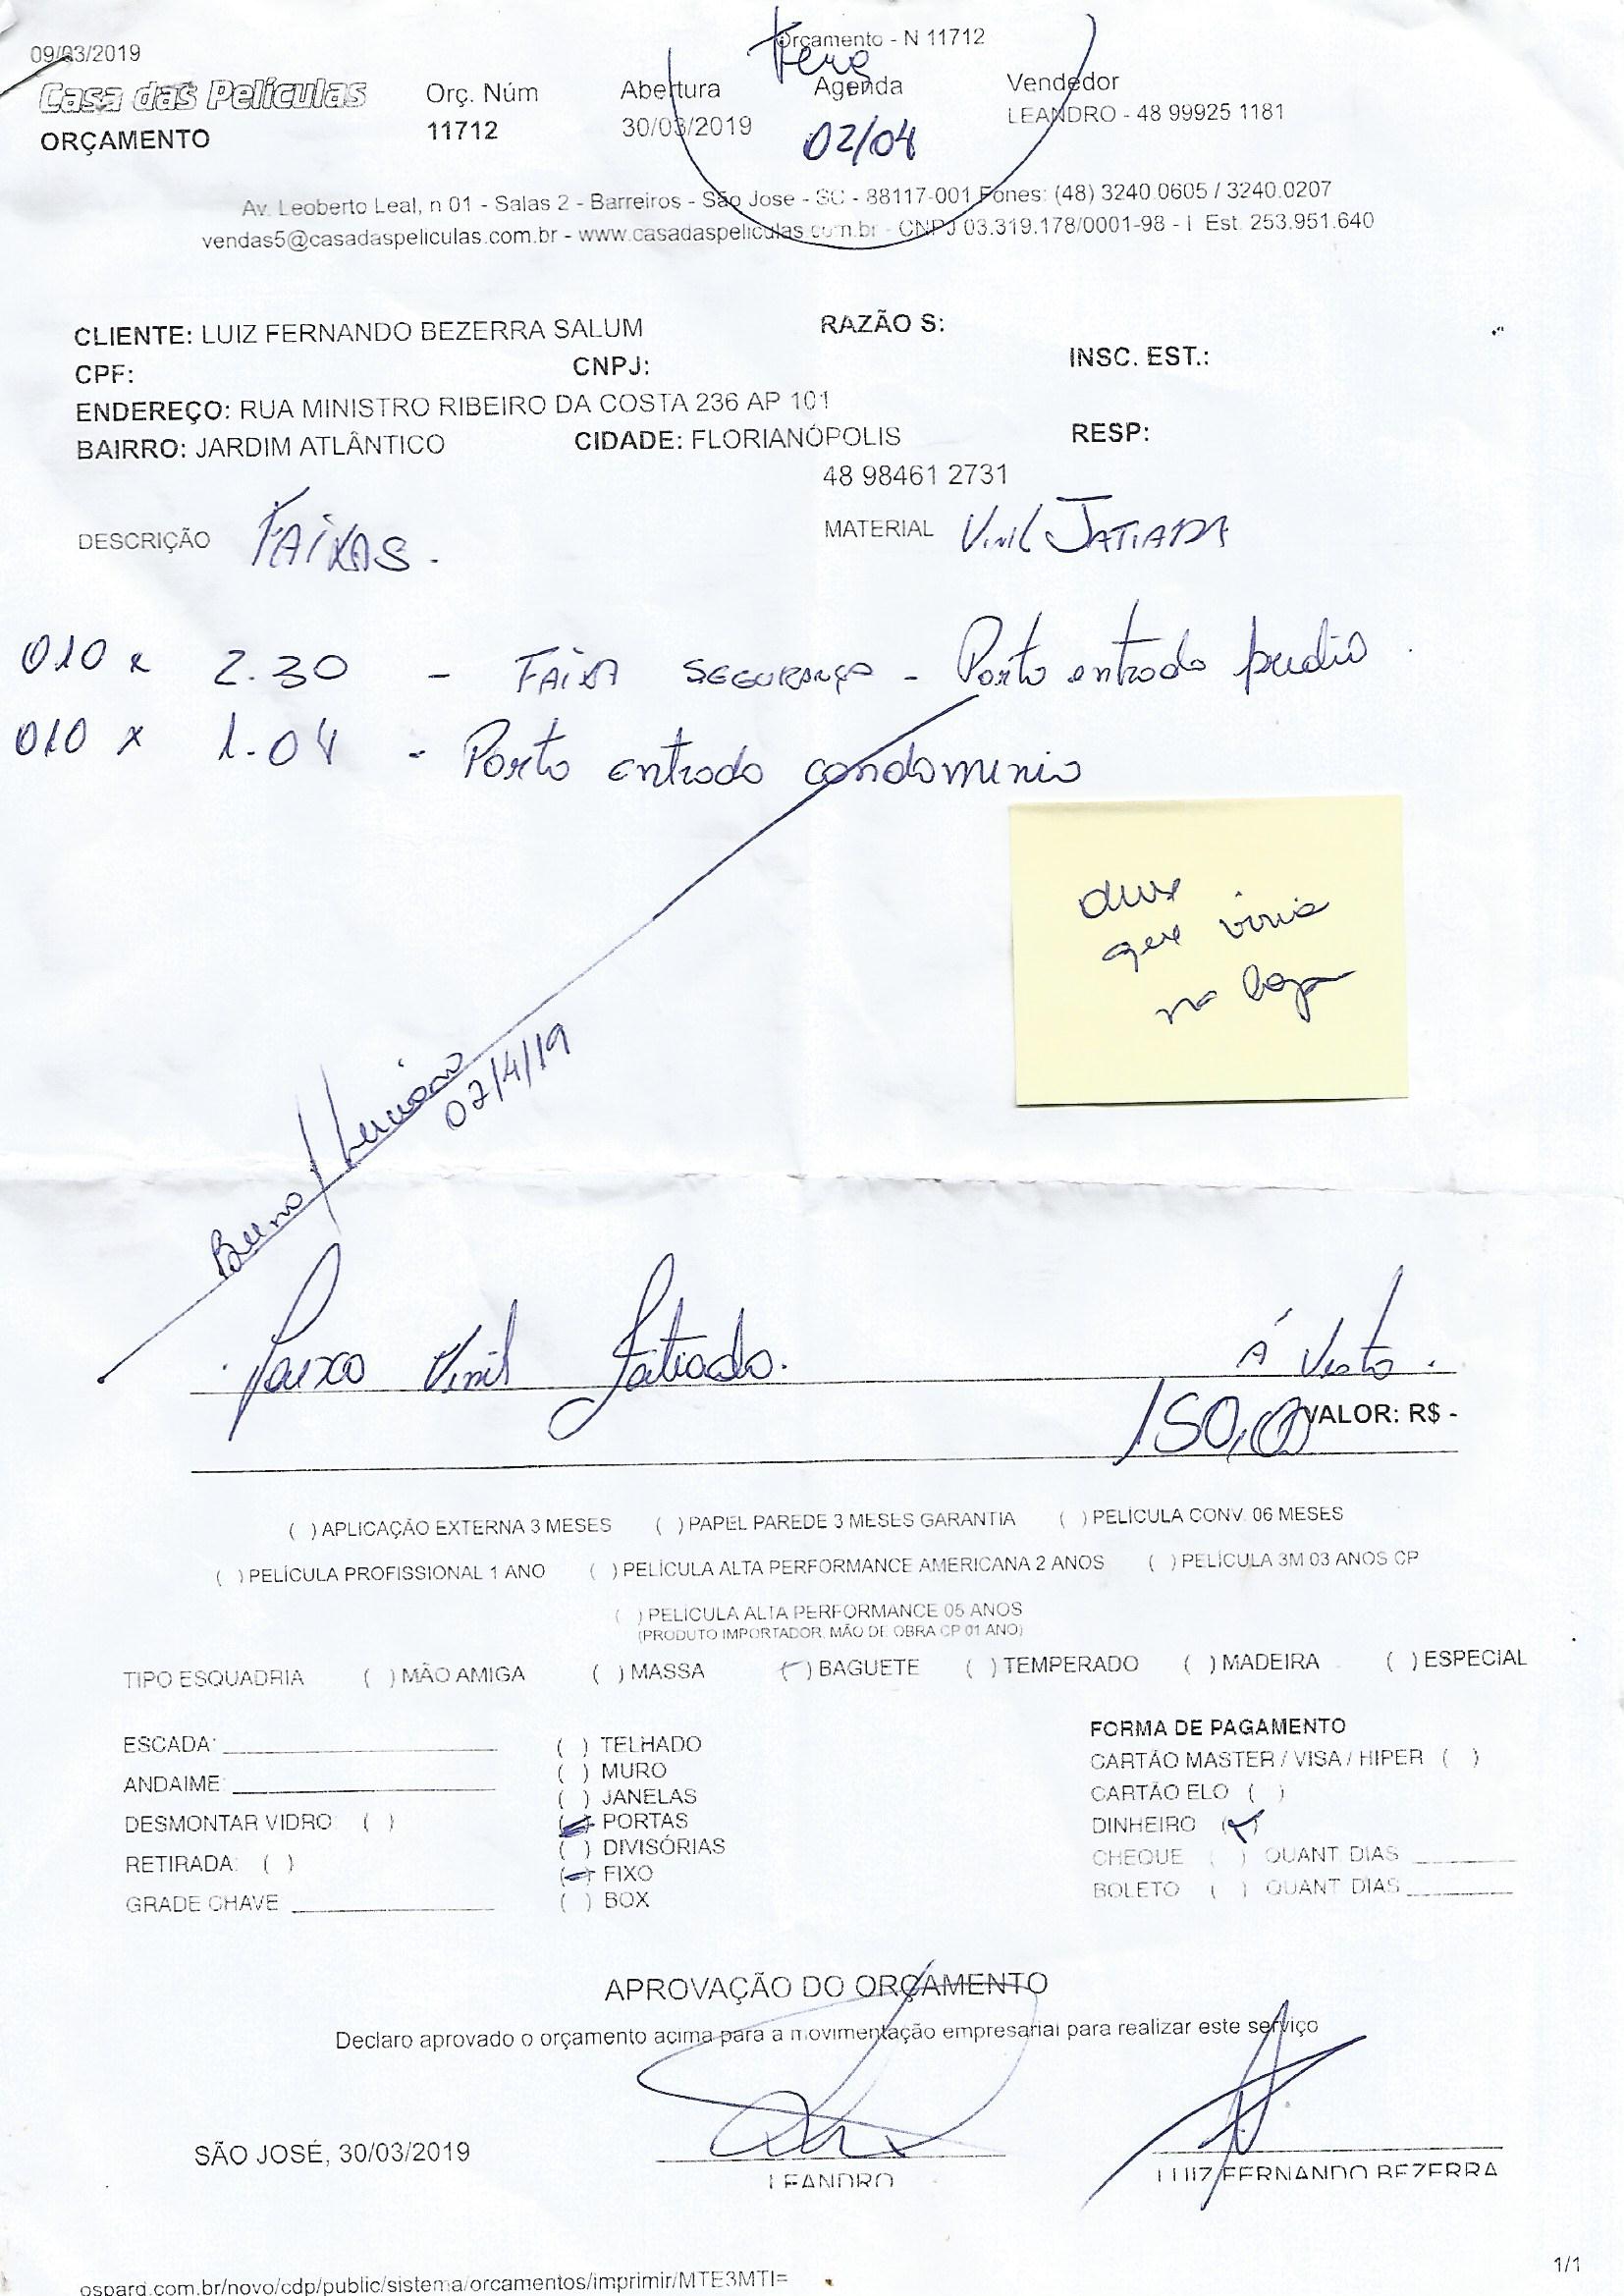 09/03/2019
Orçamento - N 11712
Casa das Películas
ORÇAMENTO
Orç. Núm
11712
Abertura
30/03/2019
Agenda
02/04
Vendedor
LEANDRO - 48 99925 1181
Av. Leoberto Leal, n 01 - Salas 2 - Barreiros - São Jose - SC - 88117-001 Fones: (48) 3240.0605 / 3240.0207
vendas5@casadaspeliculas.com.br - www.casadaspeliculas.com.br - CNPJ 03.319.178/0001-98 - I Est. 253.951.640
CLIENTE: LUIZ FERNANDO BEZERRA SALUM RAZÃO S:
CPF: CNPJ: INSC. EST.:
ENDEREÇO: RUA MINISTRO RIBEIRO DA COSTA 236 AP 101
BAIRRO: JARDIM ATLÂNTICO CIDADE: FLORIANÓPOLIS RESP:
48 98461 2731
DESCRIÇÃO FAIXAS. MATERIAL VINIL JATIADA
010 x 2.30 - FAIXA SEGURANÇA - Porta entrada predio
010 x 1.04 - Porta entrada condominio
que viria
na loja
Bruno / Luciano
02/4/19
Faixa Vinil Jatiado. Á Vista.
150,00 VALOR: R$ -
( ) APLICAÇÃO EXTERNA 3 MESES ( ) PAPEL PAREDE 3 MESES GARANTIA ( ) PELÍCULA CONV. 06 MESES
( ) PELÍCULA PROFISSIONAL 1 ANO ( ) PELÍCULA ALTA PERFORMANCE AMERICANA 2 ANOS ( ) PELÍCULA 3M 03 ANOS CP
( ) PELÍCULA ALTA PERFORMANCE 05 ANOS
(PRODUTO IMPORTADOR, MÃO DE OBRA CP 01 ANO)
TIPO ESQUADRIA ( ) MÃO AMIGA ( ) MASSA ( ) BAGUETE ( ) TEMPERADO ( ) MADEIRA ( ) ESPECIAL
ESCADA:
ANDAIME:
DESMONTAR VIDRO: ( )
RETIRADA: ( )
GRADE CHAVE
( ) TELHADO
( ) MURO
( ) JANELAS
( ) PORTAS
( ) DIVISÓRIAS
( ) FIXO
( ) BOX
FORMA DE PAGAMENTO
CARTÃO MASTER / VISA / HIPER ( )
CARTÃO ELO ( )
DINHEIRO (✓)
CHEQUE ( ) QUANT. DIAS
BOLETO ( ) QUANT. DIAS
APROVAÇÃO DO ORÇAMENTO
Declaro aprovado o orçamento acima para a movimentação empresarial para realizar este serviço
SÃO JOSÉ, 30/03/2019
LEANDRO
LUIZ FERNANDO BEZERRA
ospard.com.br/novo/cdp/public/sistema/orcamentos/imprimir/MTE3MTI=
1/1